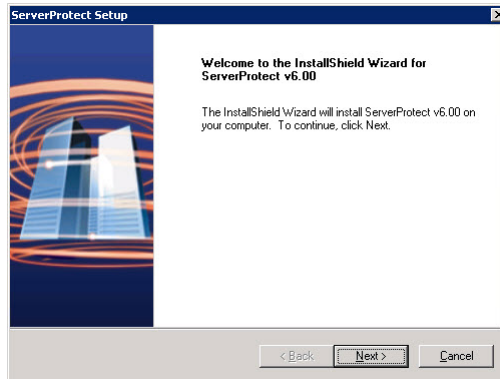 ServerProtect Setup
Welcome to the InstallShield Wizard for
ServerProtect v6.00
The InstallShield Wizard will install ServerProtect v6.00 on
your computer. To continue, click Next.
< Back
Next >
Cancel